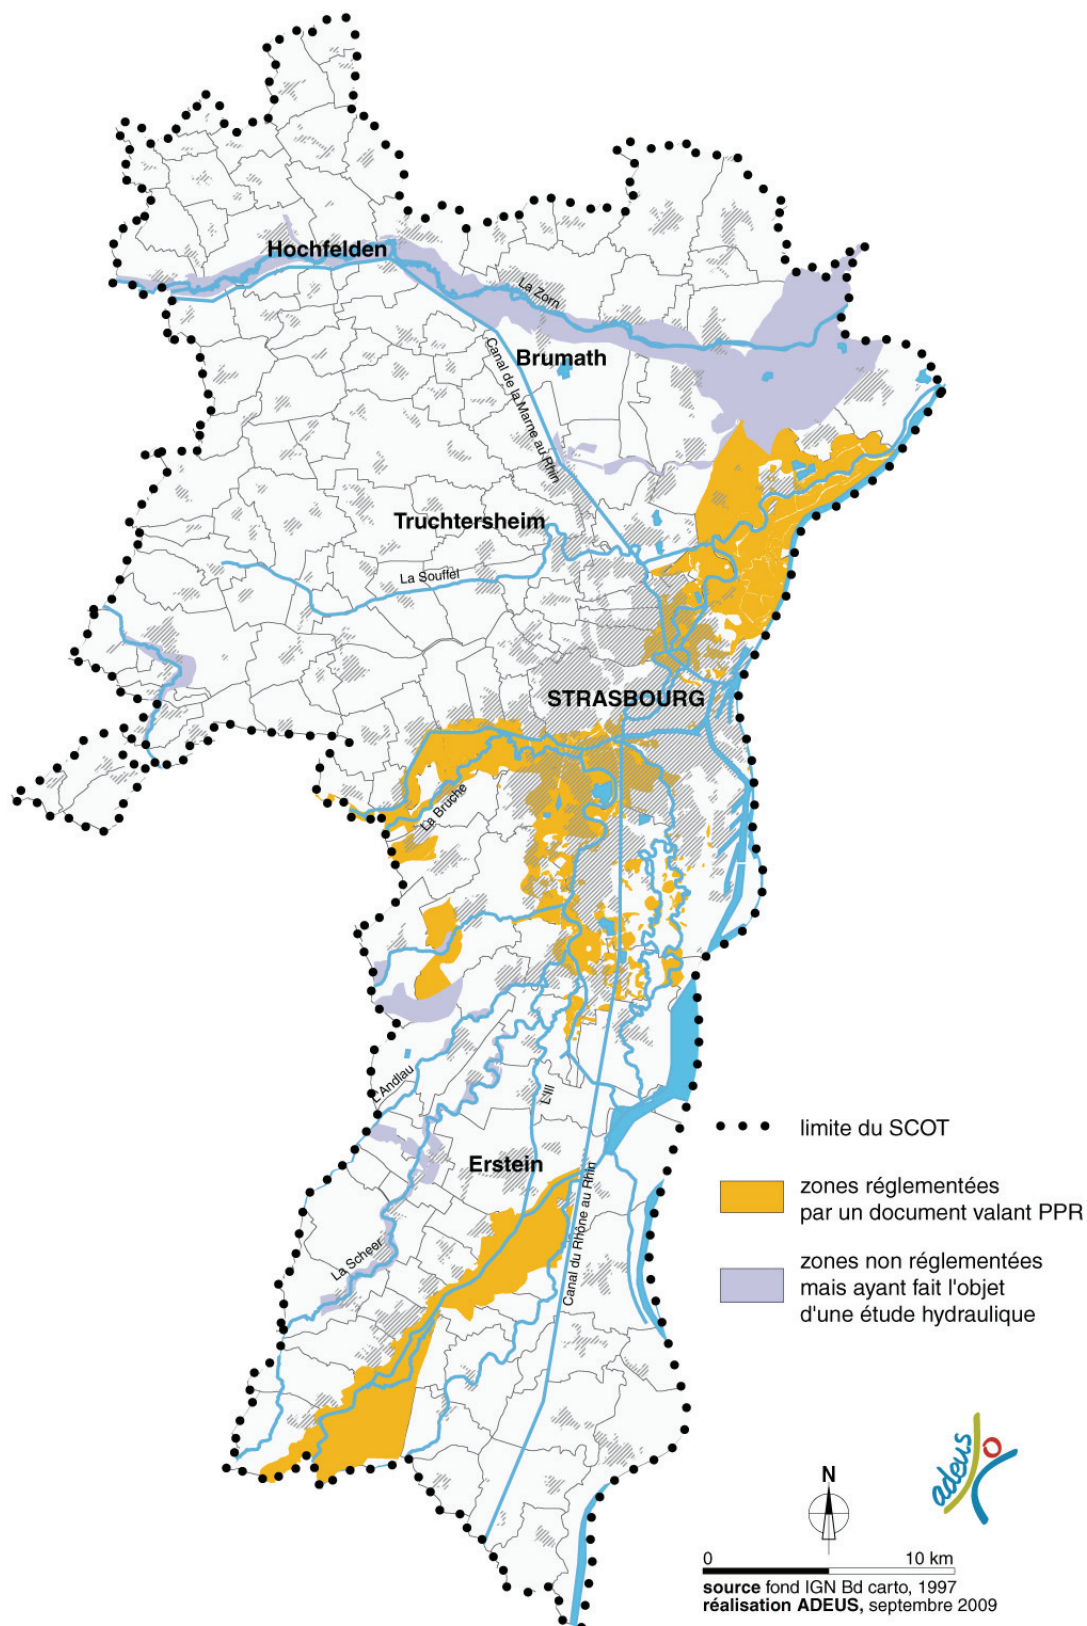 Hochfelden
La Zorn
Brumath
Canal de la Marne au Rhin
Truchtersheim
La Souffel
STRASBOURG
La Bruche
L'Andlau
L'Ill
Erstein
La Scheer
Canal du Rhône au Rhin
limite du SCOT
zones réglementées
par un document valant PPR
zones non réglementées
mais ayant fait l'objet
d'une étude hydraulique
adeus
N
0 10 km
source fond IGN Bd carto, 1997
réalisation ADEUS, septembre 2009